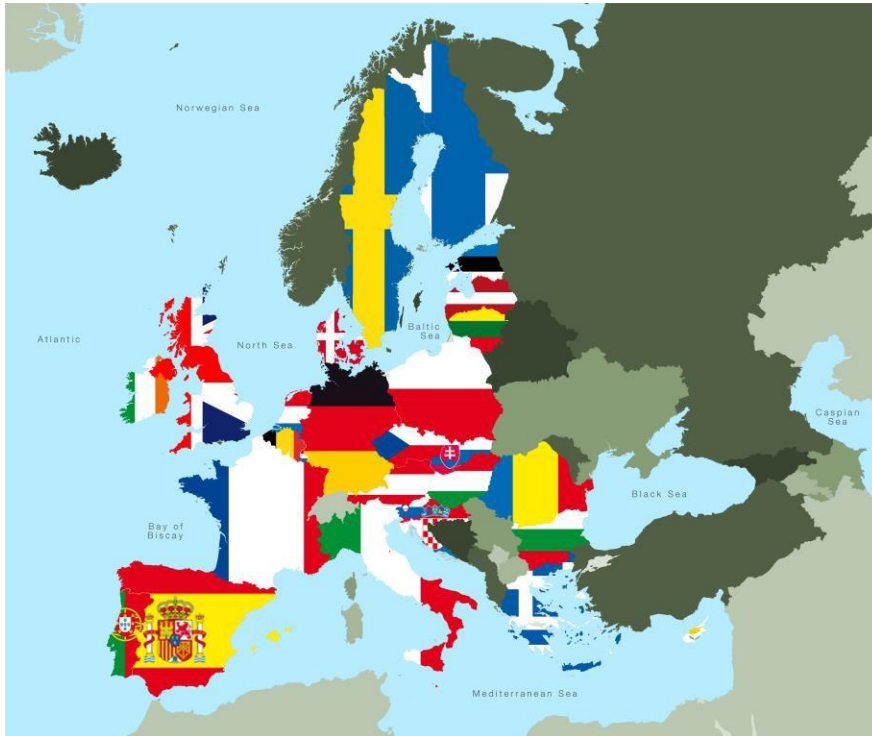 Norwegian Sea
Atlantic
North Sea
Baltic
Sea
Caspian
Sea
Black Sea
Bay of
Biscay
Mediterranean Sea